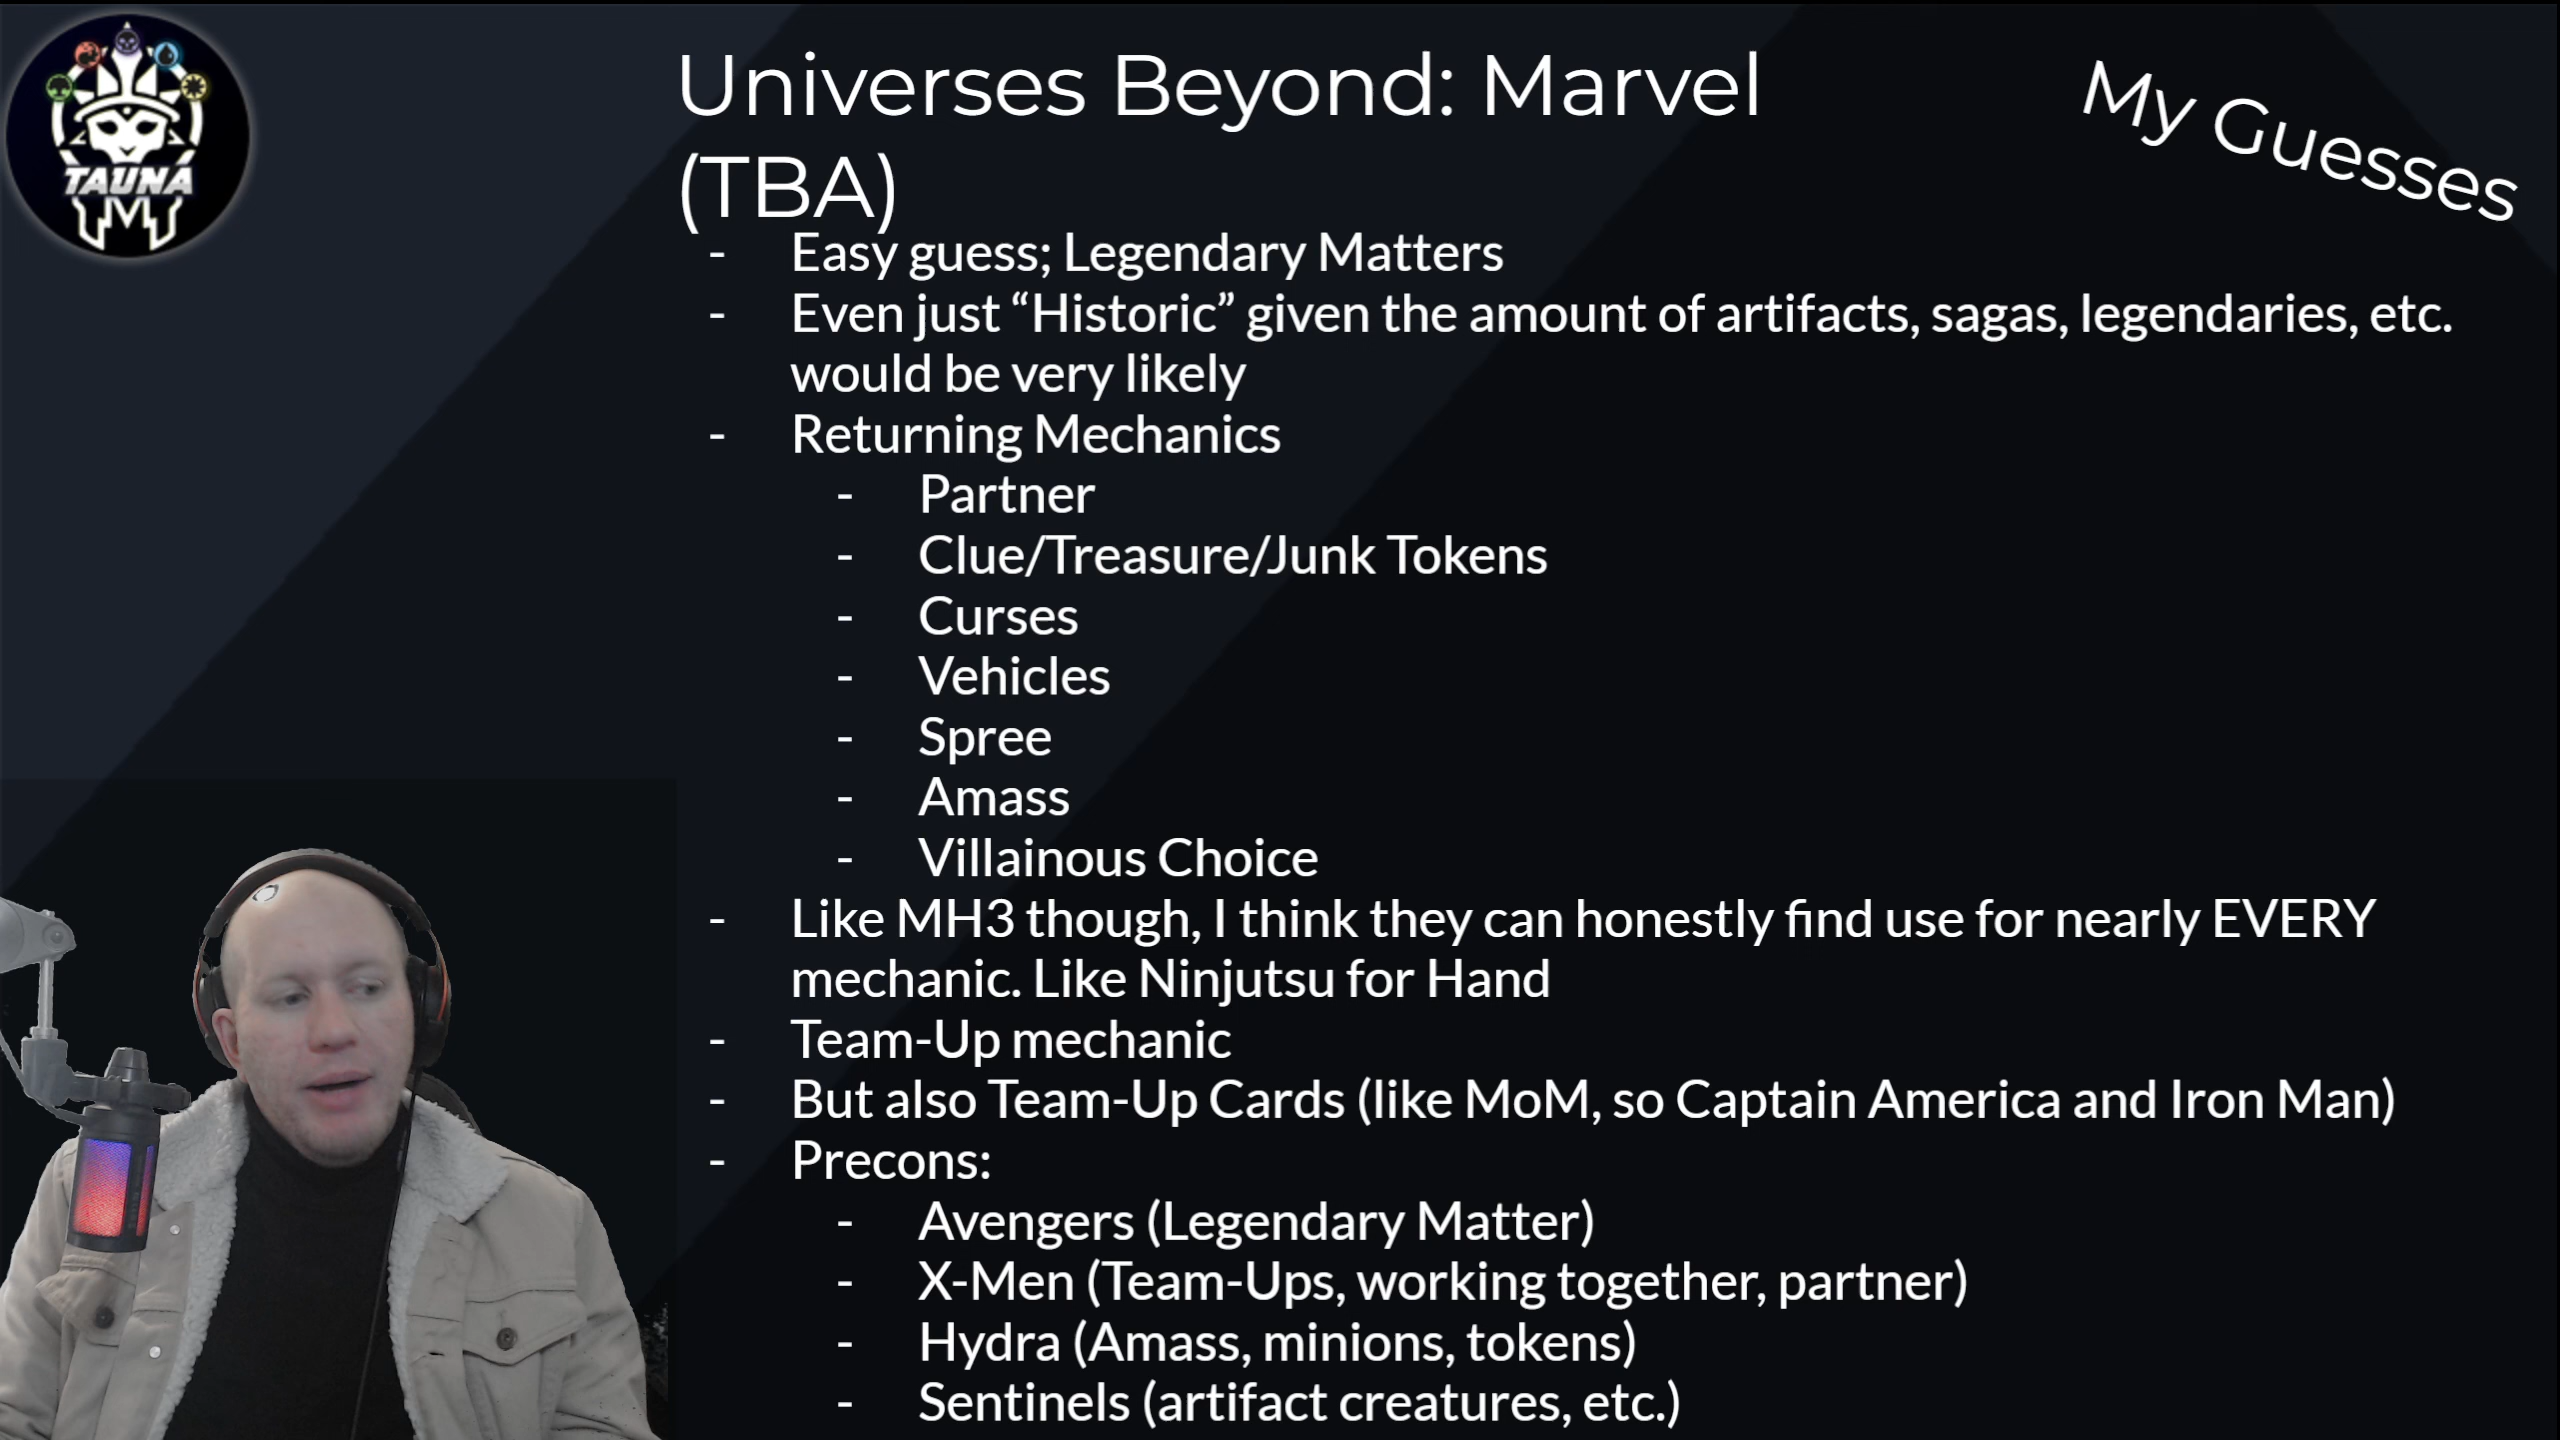 TAUNA
M
Universes Beyond: Marvel
(TBA)
My Guesses
- Easy guess; Legendary Matters
- Even just “Historic” given the amount of artifacts, sagas, legendaries, etc.
would be very likely
- Returning Mechanics
- Partner
- Clue/Treasure/Junk Tokens
- Curses
- Vehicles
- Spree
- Amass
- Villainous Choice
- Like MH3 though, I think they can honestly find use for nearly EVERY
mechanic. Like Ninjutsu for Hand
- Team-Up mechanic
- But also Team-Up Cards (like MoM, so Captain America and Iron Man)
- Precons:
- Avengers (Legendary Matter)
- X-Men (Team-Ups, working together, partner)
- Hydra (Amass, minions, tokens)
- Sentinels (artifact creatures, etc.)